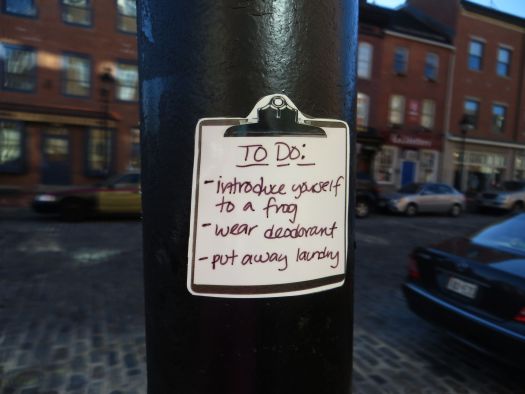 TO DO:
- introduce yourself
to a frog
- wear deodorant
- put away laundry